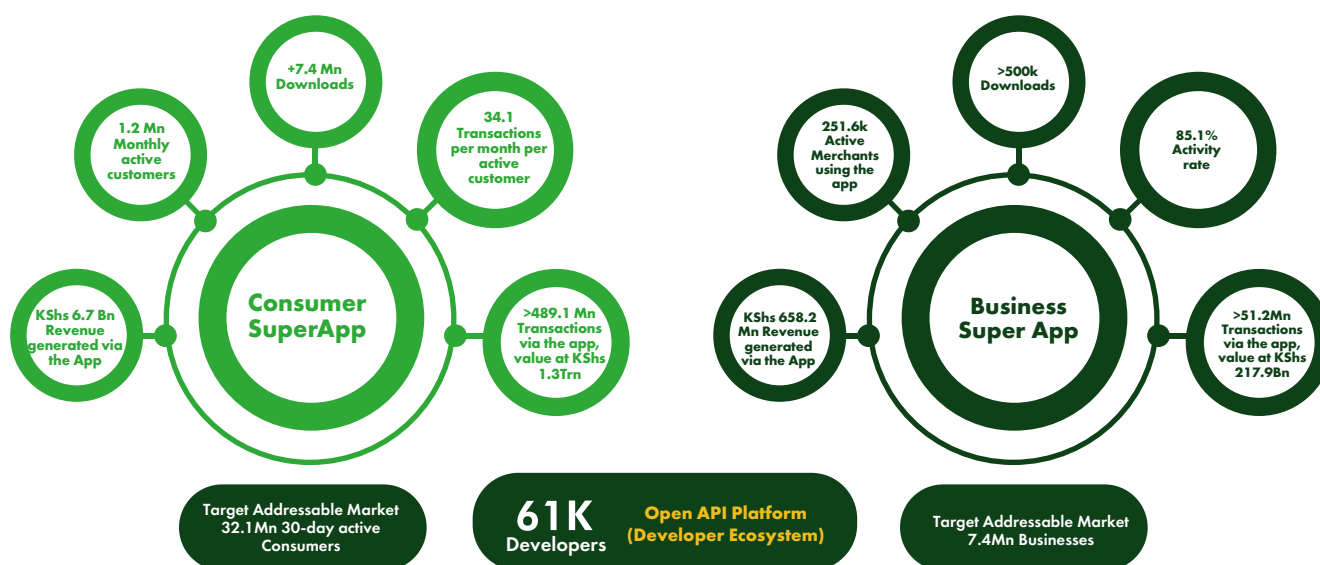 +7.4 Mn
Downloads
1.2 Mn
Monthly
active
customers
34.1
Transactions
per month per
active
customer
KShs 6.7 Bn
Revenue
generated via
the App
Consumer
SuperApp
>489.1 Mn
Transactions
via the app,
value at KShs
1.3Trn
Target Addressable Market
32.1Mn 30-day active
Consumers
61K
Developers
Open API Platform
(Developer Ecosystem)
>500k
Downloads
251.6k
Active
Merchants
using the
app
85.1%
Activity
rate
KShs 658.2
Mn Revenue
generated
via the App
Business
Super App
>51.2Mn
Transactions
via the app,
value at KShs
217.9Bn
Target Addressable Market
7.4Mn Businesses